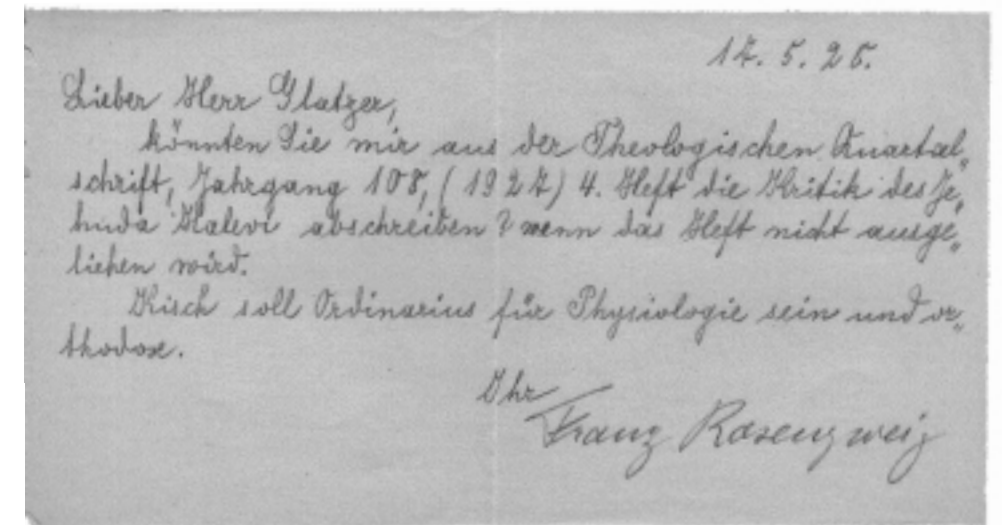 17. 5. 28.
Lieber Herr Glatzer,
könnten Sie mir aus der Theologischen Quartal„
schrift, Jahrgang 108, (1927) 4. Heft die Kritik des Je„
huda Halevi abschreiben? wenn das Heft nicht ausge„
liehen wird.
Kisch soll Ordinarius für Physiologie sein und or„
thodox.
Ihr
Franz Rosenzweig